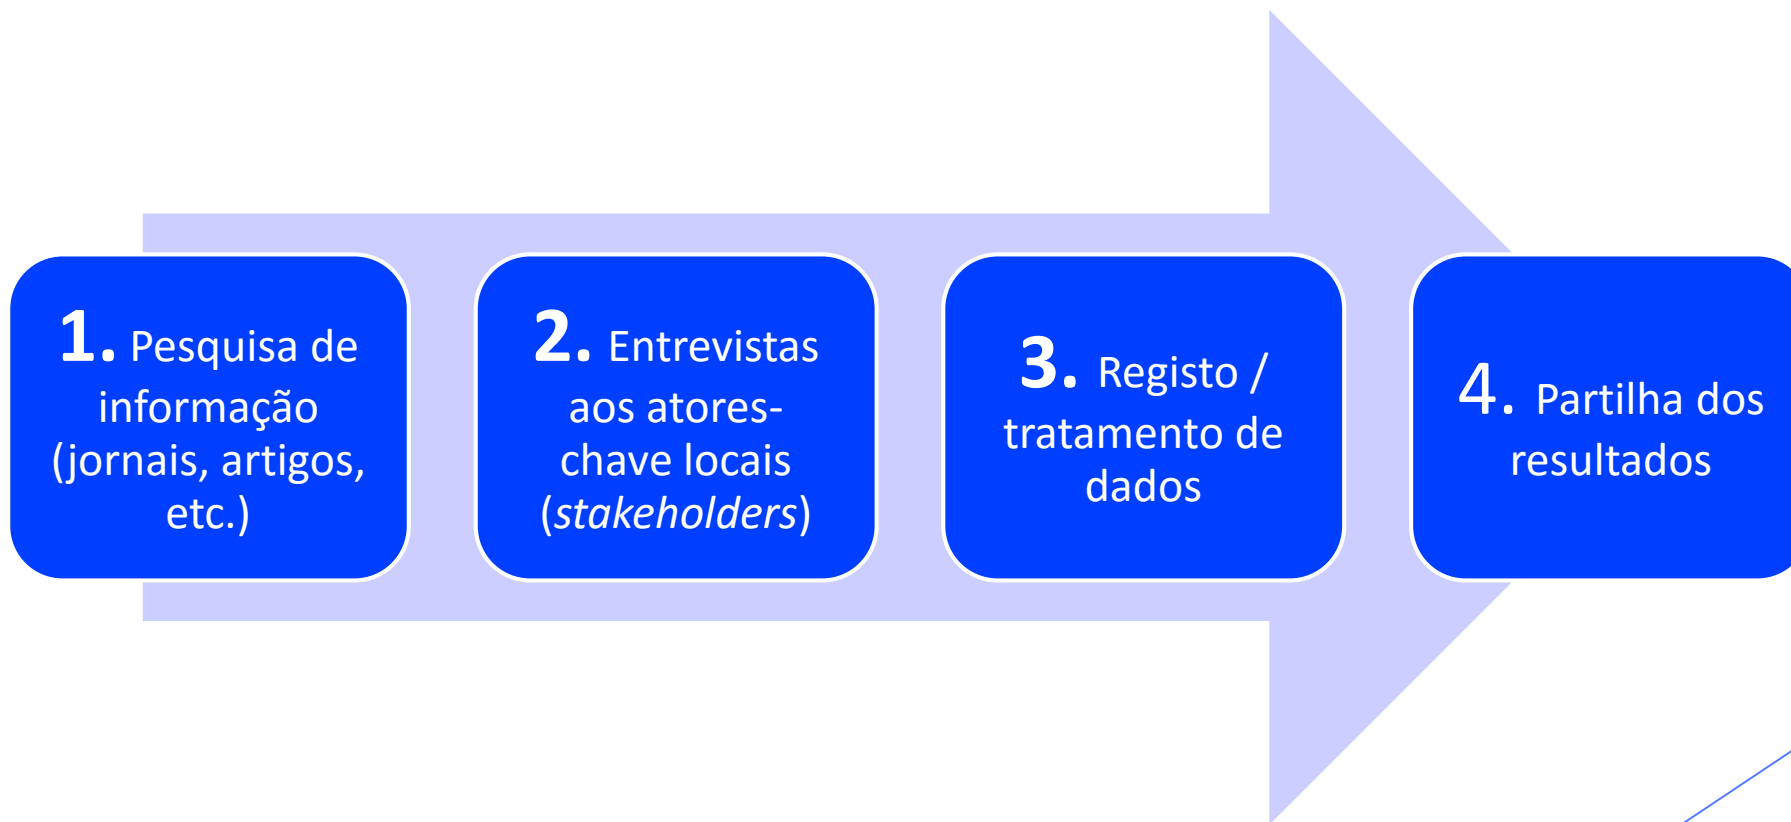 1. Pesquisa de
informação
(jornais, artigos,
etc.)
2. Entrevistas
aos atores-
chave locais
(stakeholders)
3. Registo /
tratamento de
dados
4. Partilha dos
resultados